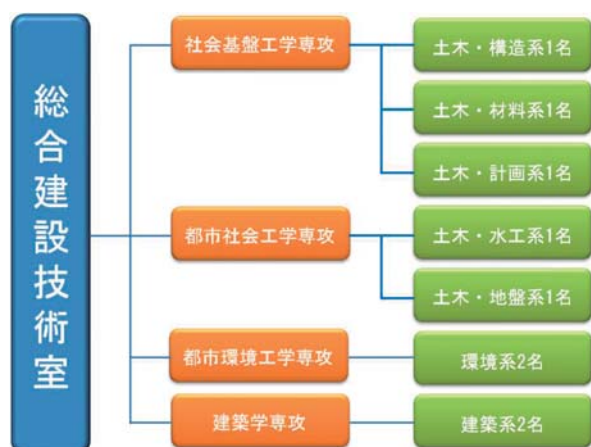 総合建設技術室
社会基盤工学専攻
土木・構造系1名
土木・材料系1名
土木・計画系1名
都市社会工学専攻
土木・水工系1名
土木・地盤系1名
都市環境工学専攻
環境系2名
建築学専攻
建築系2名